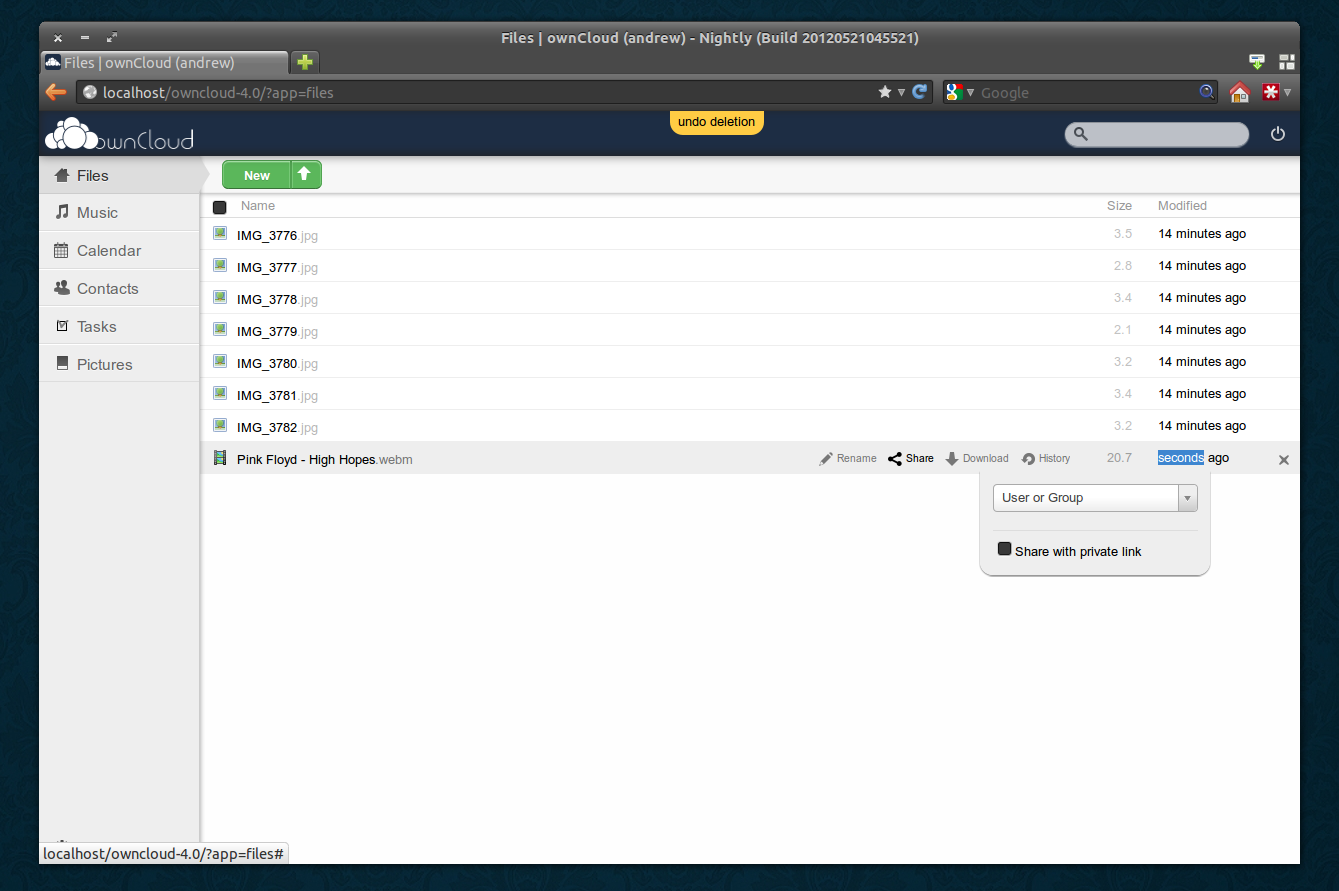 Files | ownCloud (andrew) - Nightly (Build 20120521045521)
Files | ownCloud (andrew)
localhost/owncloud-4.0/?app=files
Google
ownCloud
undo deletion
Files
Music
Calendar
Contacts
Tasks
Pictures
New
Name Size Modified
IMG_3776.jpg 3.5 14 minutes ago
IMG_3777.jpg 2.8 14 minutes ago
IMG_3778.jpg 3.4 14 minutes ago
IMG_3779.jpg 2.1 14 minutes ago
IMG_3780.jpg 3.2 14 minutes ago
IMG_3781.jpg 3.4 14 minutes ago
IMG_3782.jpg 3.2 14 minutes ago
Pink Floyd - High Hopes.webm Rename Share Download History 20.7 seconds ago
User or Group
Share with private link
localhost/owncloud-4.0/?app=files#